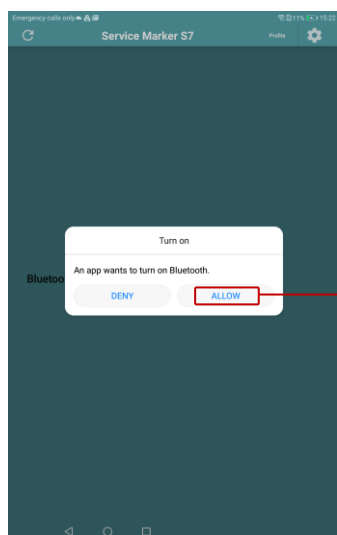 Emergency calls only 11% 15:22
Service Marker S7 Profile
Turn on
An app wants to turn on Bluetooth.
Bluetoo
DENY ALLOW